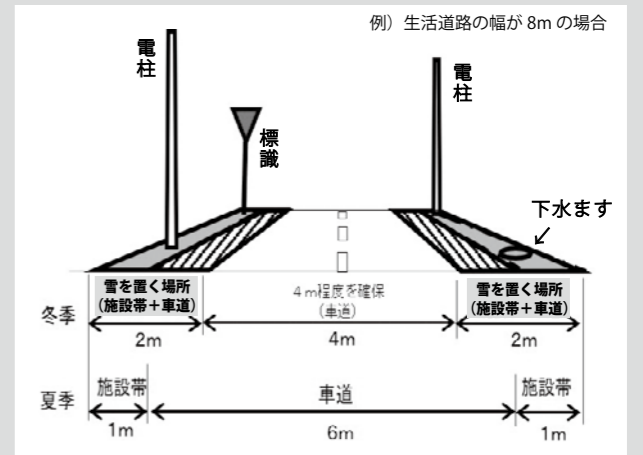 例）生活道路の幅が 8m の場合
電柱
電柱
標識
下水ます
雪を置く場所
（施設帯＋車道）
4ｍ程度を確保
（車道）
雪を置く場所
（施設帯＋車道）
冬季
2m
4m
2m
夏季
施設帯
車道
施設帯
1m
6m
1m